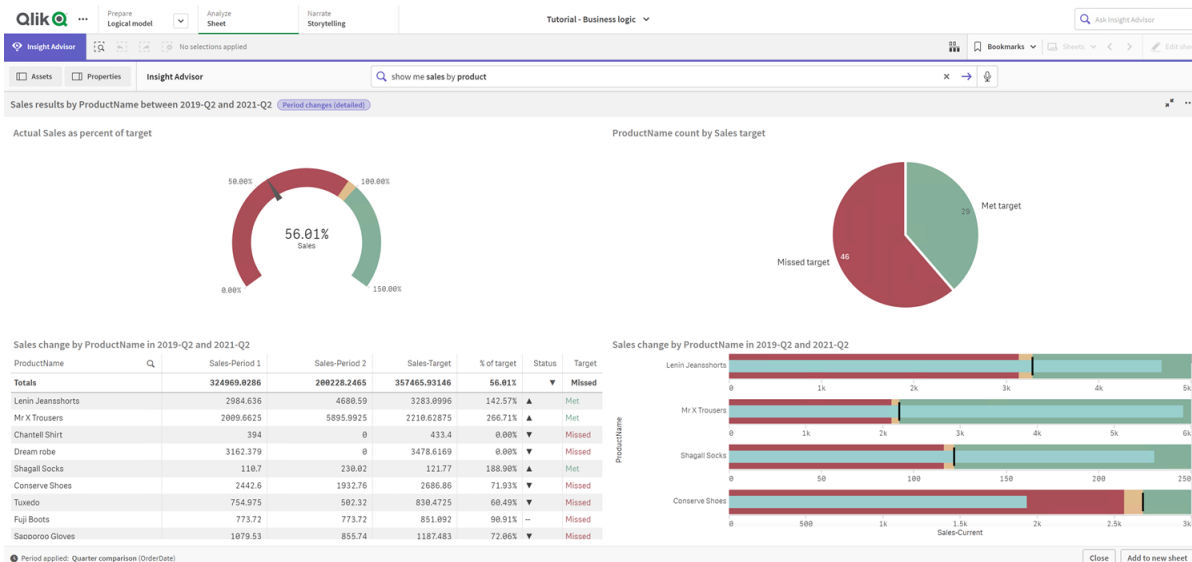 Qlik
Prepare
Logical model
Analyze
Sheet
Narrate
Storytelling
Tutorial - Business logic
Ask Insight Advisor
Insight Advisor
No selections applied
Bookmarks
Sheets
Edit shee
Assets
Properties
Insight Advisor
show me sales by product
Sales results by ProductName between 2019-Q2 and 2021-Q2 Period changes (detailed)
Actual Sales as percent of target
50.00%
100.00%
56.01%
Sales
0.00%
150.00%
ProductName count by Sales target
29
Met target
46
Missed target
Sales change by ProductName in 2019-Q2 and 2021-Q2
ProductName Sales-Period 1 Sales-Period 2 Sales-Target % of target Status Target
Totals 324969.0286 200228.2465 357465.93146 56.01% ▼ Missed
Lenin Jeansshorts 2984.636 4680.59 3283.0996 142.57% ▲ Met
Mr X Trousers 2009.6625 5895.9925 2210.62875 266.71% ▲ Met
Chantell Shirt 394 0 433.4 0.00% ▼ Missed
Dream robe 3162.379 0 3478.6169 0.00% ▼ Missed
Shagall Socks 110.7 230.02 121.77 188.90% ▲ Met
Conserve Shoes 2442.6 1932.76 2686.86 71.93% ▼ Missed
Tuxedo 754.975 502.32 830.4725 60.49% ▼ Missed
Fuji Boots 773.72 773.72 851.092 90.91% – Missed
Sapporoo Gloves 1079.53 855.74 1187.483 72.06% ▼ Missed
Sales change by ProductName in 2019-Q2 and 2021-Q2
ProductName
Lenin Jeansshorts
0 1k 2k 3k 4k 5k
Mr X Trousers
0 1k 2k 3k 4k 5k 6k
Shagall Socks
0 50 100 150 200 250
Conserve Shoes
0 500 1k 1.5k 2k 2.5k 3k
Sales-Current
Period applied: Quarter comparison (OrderDate)
Close
Add to new sheet